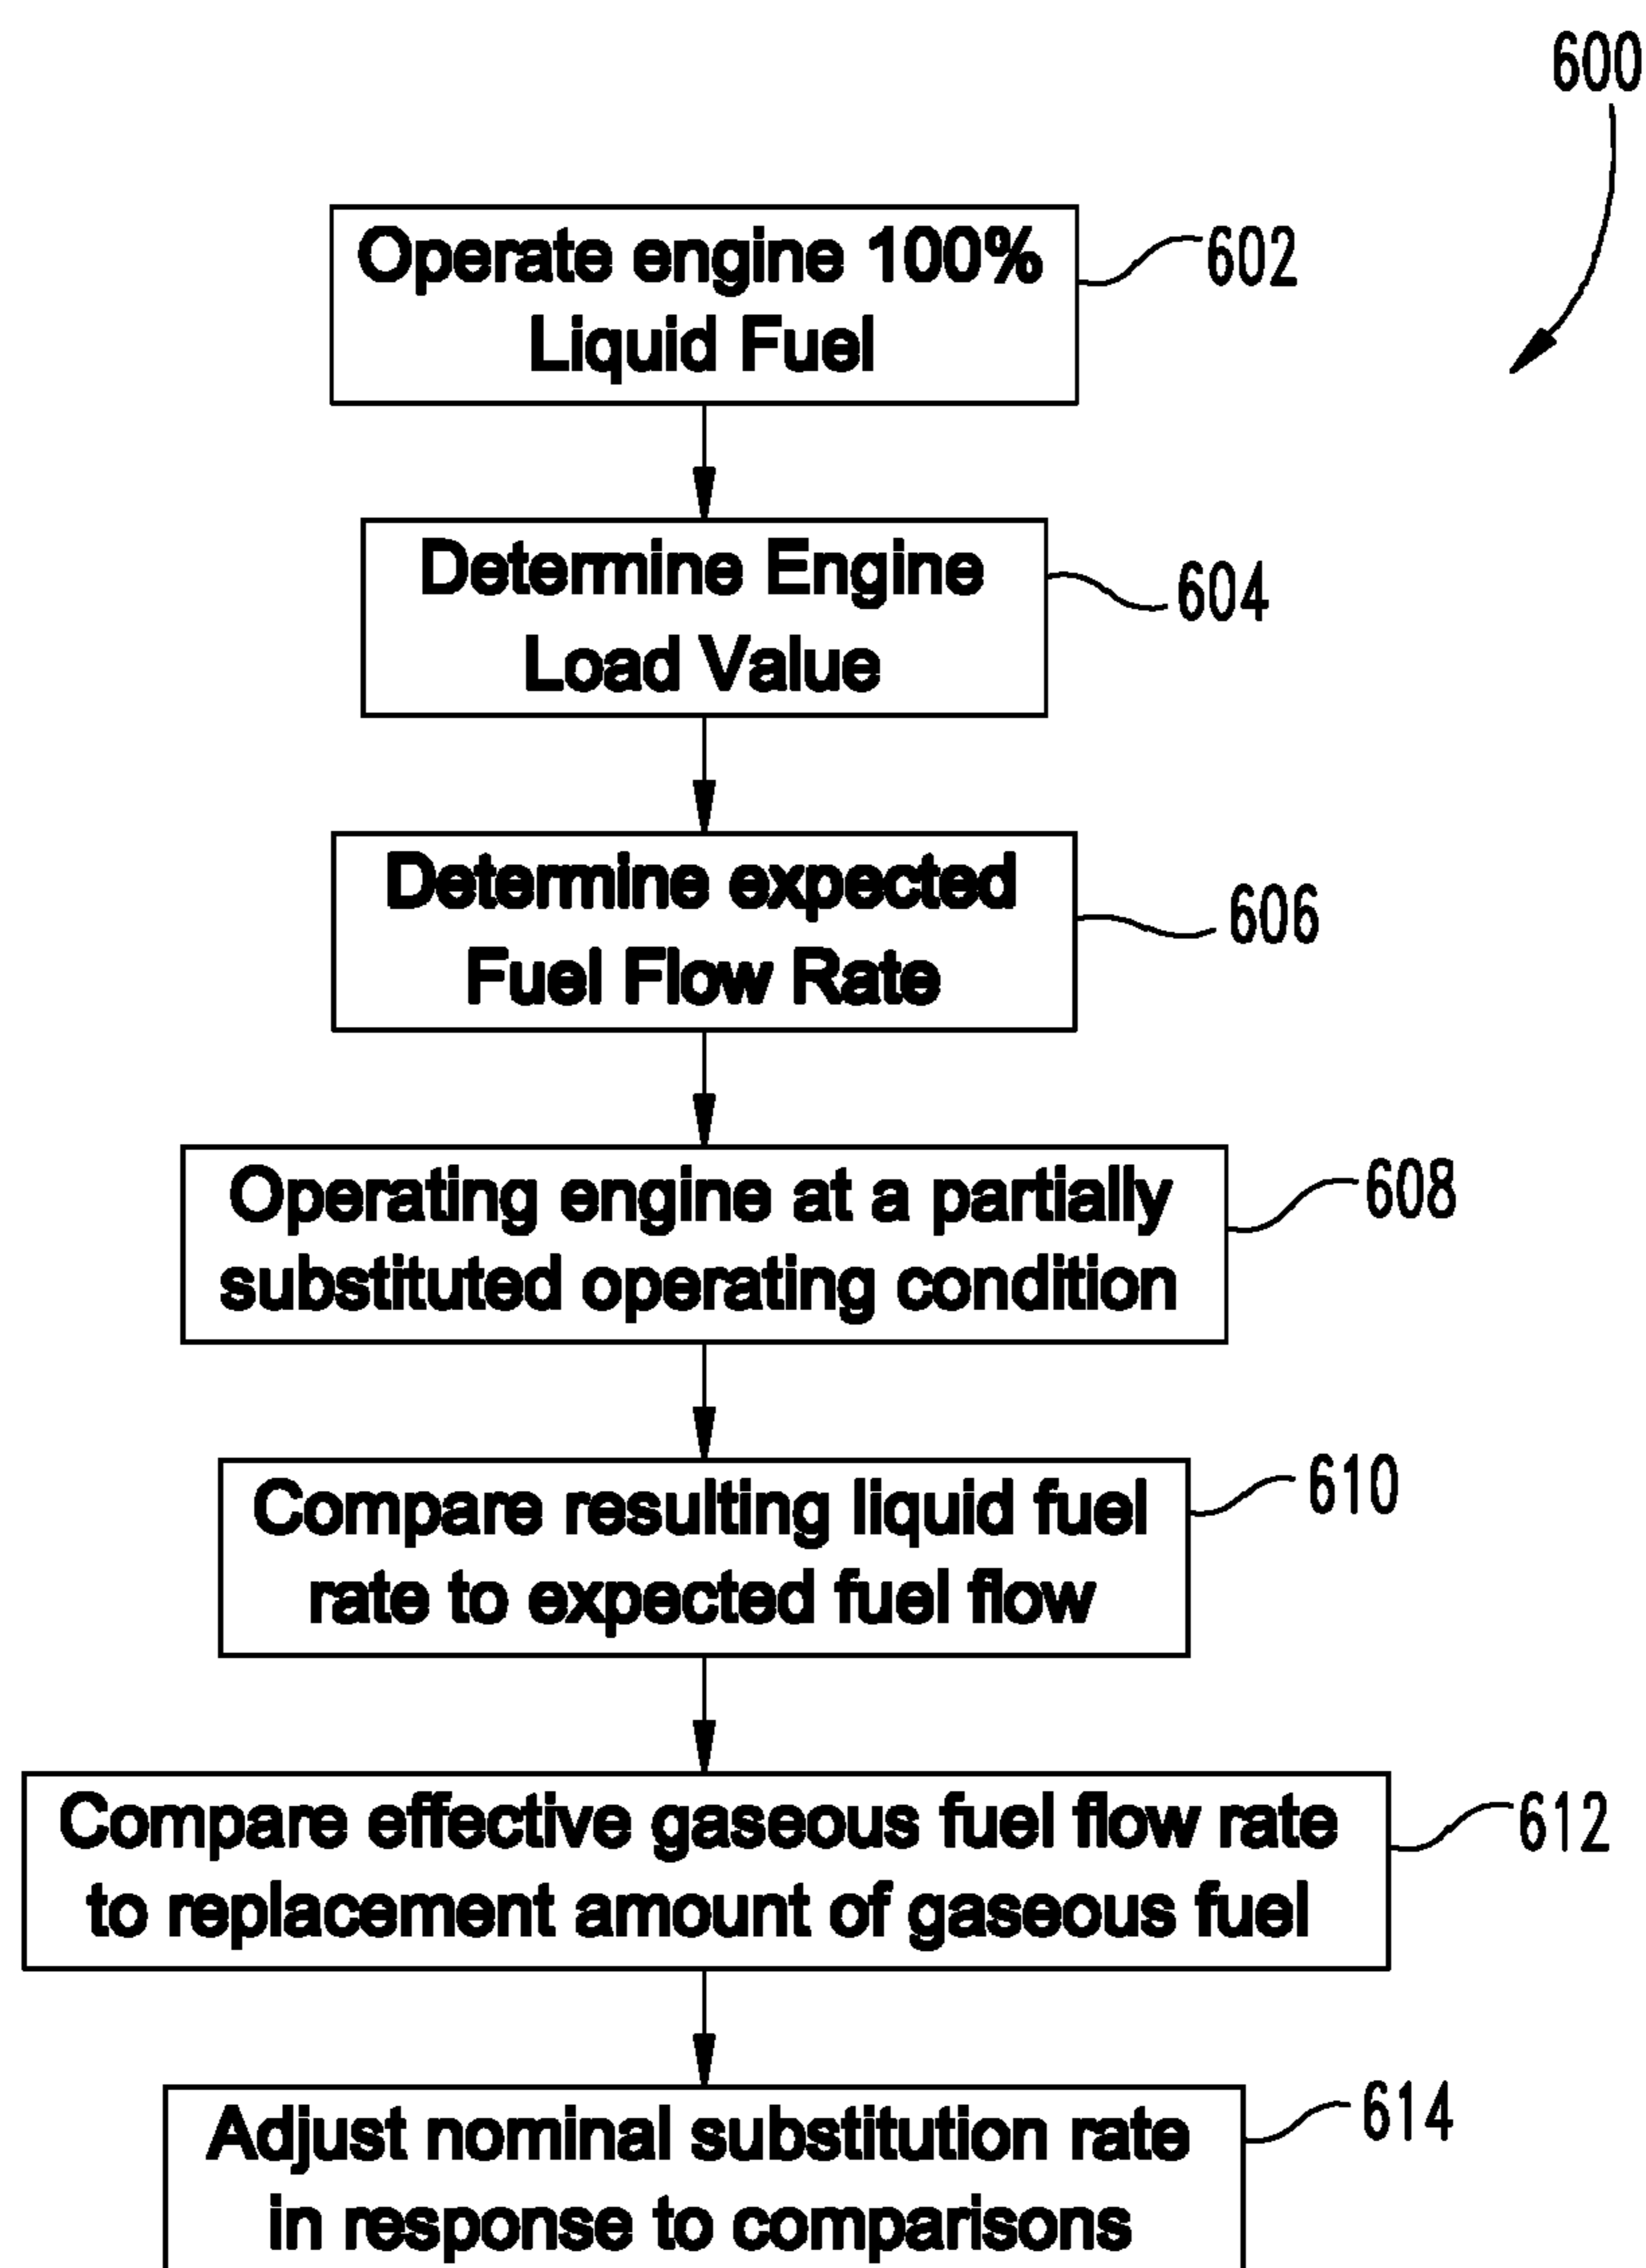 600
Operate engine 100%
Liquid Fuel
602
Determine Engine
Load Value
604
Determine expected
Fuel Flow Rate
606
Operating engine at a partially
substituted operating condition
608
Compare resulting liquid fuel
rate to expected fuel flow
610
Compare effective gaseous fuel flow rate
to replacement amount of gaseous fuel
612
Adjust nominal substitution rate
in response to comparisons
614